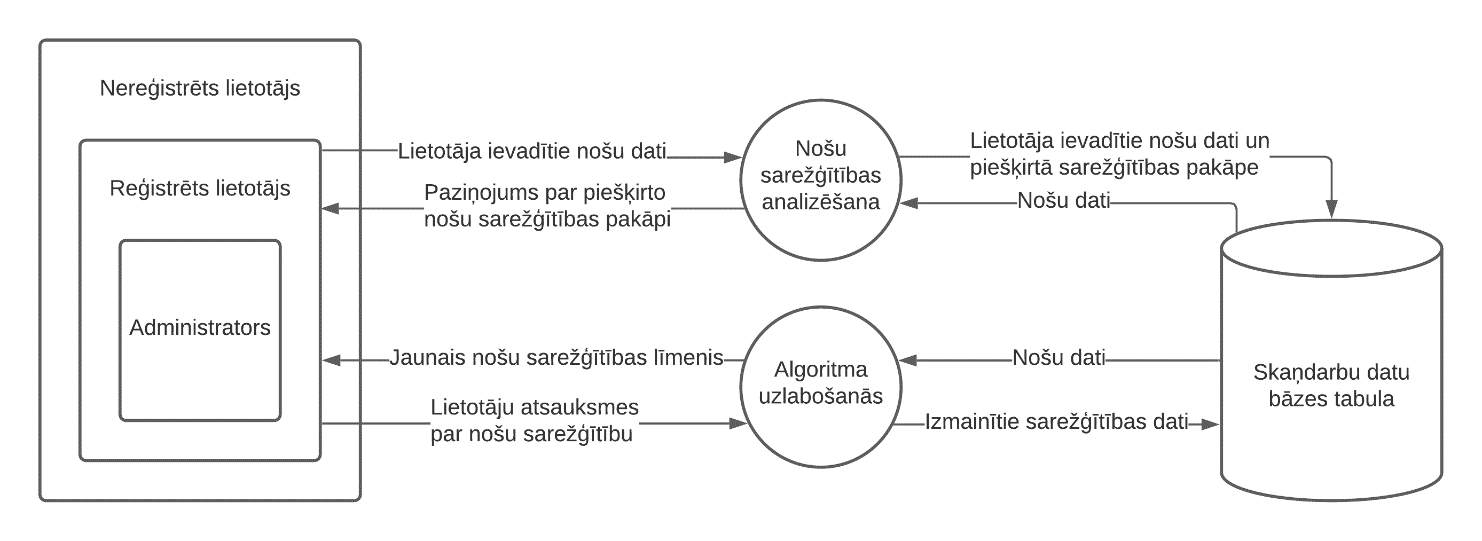 Nereģistrēts lietotājs
Reģistrēts lietotājs
Administrators
Lietotāja ievadītie nošu dati
Paziņojums par piešķirto
nošu sarežģītības pakāpi
Nošu
sarežģītības
analizēšana
Lietotāja ievadītie nošu dati un
piešķirtā sarežģītības pakāpe
Nošu dati
Jaunais nošu sarežģītības līmenis
Lietotāju atsauksmes
par nošu sarežģītību
Algoritma
uzlabošanās
Nošu dati
Izmainītie sarežģītības dati
Skaņdarbu datu
bāzes tabula